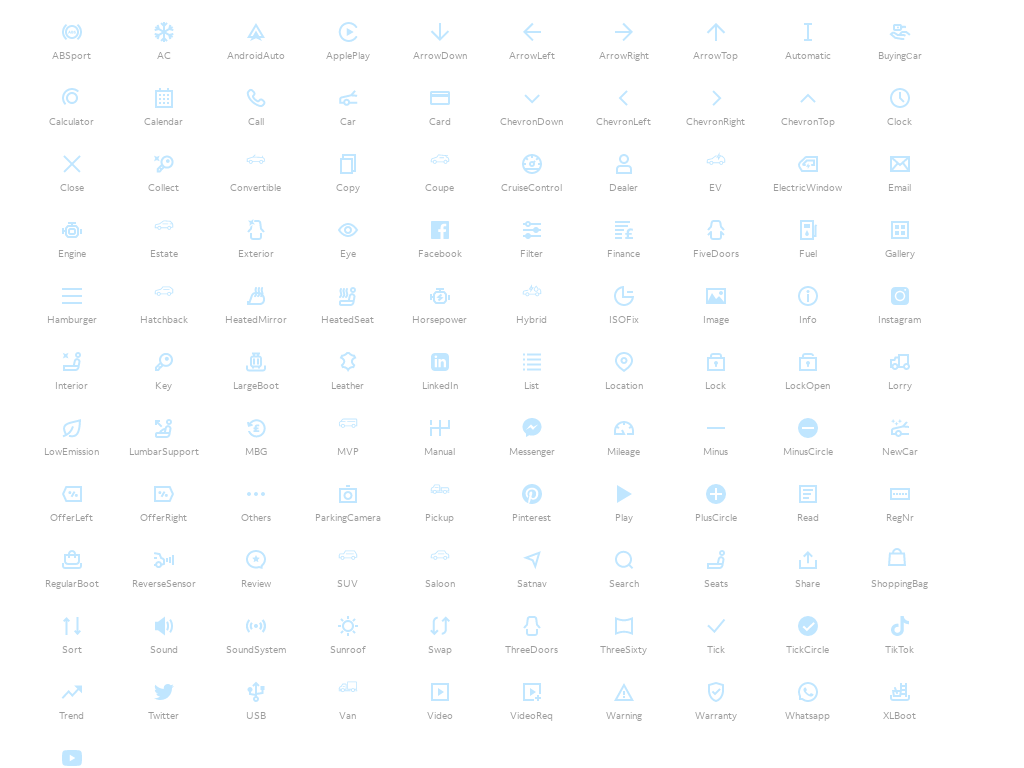 ABSport AC AndroidAuto ApplePlay ArrowDown ArrowLeft ArrowRight ArrowTop Automatic BuyingCar
Calculator Calendar Call Car Card ChevronDown ChevronLeft ChevronRight ChevronTop Clock
Close Collect Convertible Copy Coupe CruiseControl Dealer EV ElectricWindow Email
Engine Estate Exterior Eye Facebook Filter Finance FiveDoors Fuel Gallery
Hamburger Hatchback HeatedMirror HeatedSeat Horsepower Hybrid ISOFix Image Info Instagram
Interior Key LargeBoot Leather LinkedIn List Location Lock LockOpen Lorry
LowEmission LumbarSupport MBG MVP Manual Messenger Mileage Minus MinusCircle NewCar
OfferLeft OfferRight Others ParkingCamera Pickup Pinterest Play PlusCircle Read RegNr
RegularBoot ReverseSensor Review SUV Saloon Satnav Search Seats Share ShoppingBag
Sort Sound SoundSystem Sunroof Swap ThreeDoors ThreeSixty Tick TickCircle TikTok
Trend Twitter USB Van Video VideoReq Warning Warranty Whatsapp XLBoot